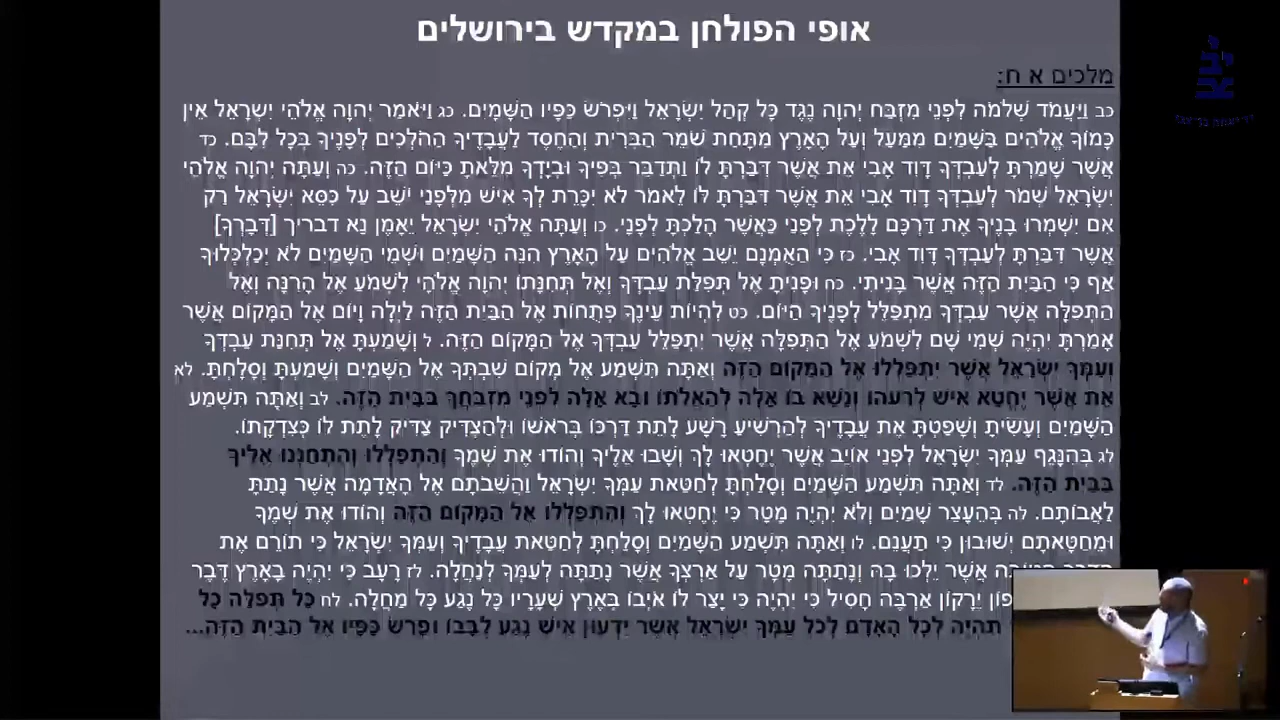 אופי הפולחן במקדש בירושלים
מלכים א ח:
כב וַיַּעֲמֹד שְׁלֹמֹה לִפְנֵי מִזְבַּח יְהוָה נֶגֶד כָּל קְהַל יִשְׂרָאֵל וַיִּפְרֹשׂ כַּפָּיו הַשָּׁמָיִם. כג וַיֹּאמַר יְהוָה אֱלֹהֵי יִשְׂרָאֵל אֵין
כָּמוֹךָ אֱלֹהִים בַּשָּׁמַיִם מִמַּעַל וְעַל הָאָרֶץ מִתָּחַת שֹׁמֵר הַבְּרִית וְהַחֶסֶד לַעֲבָדֶיךָ הַהֹלְכִים לְפָנֶיךָ בְּכָל לִבָּם. כד
אֲשֶׁר שָׁמַרְתָּ לְעַבְדְּךָ דָּוִד אָבִי אֵת אֲשֶׁר דִּבַּרְתָּ לוֹ וַתְּדַבֵּר בְּפִיךָ וּבְיָדְךָ מִלֵּאתָ כַּיּוֹם הַזֶּה. כה וְעַתָּה יְהוָה אֱלֹהֵי
יִשְׂרָאֵל שְׁמֹר לְעַבְדְּךָ דָוִד אָבִי אֵת אֲשֶׁר דִּבַּרְתָּ לּוֹ לֵאמֹר לֹא יִכָּרֵת לְךָ אִישׁ מִלְּפָנַי יֹשֵׁב עַל כִּסֵּא יִשְׂרָאֵל רַק
אִם יִשְׁמְרוּ בָנֶיךָ אֶת דַּרְכָּם לָלֶכֶת לְפָנַי כַּאֲשֶׁר הָלַכְתָּ לְפָנָי. כו וְעַתָּה אֱלֹהֵי יִשְׂרָאֵל יֵאָמֶן נָא דבריך [דְּבָרְךָ]
אֲשֶׁר דִּבַּרְתָּ לְעַבְדְּךָ דָּוִד אָבִי. כז כִּי הַאֻמְנָם יֵשֵׁב אֱלֹהִים עַל הָאָרֶץ הִנֵּה הַשָּׁמַיִם וּשְׁמֵי הַשָּׁמַיִם לֹא יְכַלְכְּלוּךָ
אַף כִּי הַבַּיִת הַזֶּה אֲשֶׁר בָּנִיתִי. כח וּפָנִיתָ אֶל תְּפִלַּת עַבְדְּךָ וְאֶל תְּחִנָּתוֹ יְהוָה אֱלֹהָי לִשְׁמֹעַ אֶל הָרִנָּה וְאֶל
הַתְּפִלָּה אֲשֶׁר עַבְדְּךָ מִתְפַּלֵּל לְפָנֶיךָ הַיּוֹם. כט לִהְיוֹת עֵינֶךָ פְתֻחוֹת אֶל הַבַּיִת הַזֶּה לַיְלָה וָיוֹם אֶל הַמָּקוֹם אֲשֶׁר
אָמַרְתָּ יִהְיֶה שְׁמִי שָׁם לִשְׁמֹעַ אֶל הַתְּפִלָּה אֲשֶׁר יִתְפַּלֵּל עַבְדְּךָ אֶל הַמָּקוֹם הַזֶּה. ל וְשָׁמַעְתָּ אֶל תְּחִנַּת עַבְדְּךָ
וְעַמְּךָ יִשְׂרָאֵל אֲשֶׁר יִתְפַּלְלוּ אֶל הַמָּקוֹם הַזֶּה וְאַתָּה תִּשְׁמַע אֶל מְקוֹם שִׁבְתְּךָ אֶל הַשָּׁמַיִם וְשָׁמַעְתָּ וְסָלָחְתָּ. לא
אֵת אֲשֶׁר יֶחֱטָא אִישׁ לְרֵעֵהוּ וְנָשָׁא בוֹ אָלָה לְהַאֲלֹתוֹ וּבָא אָלָה לִפְנֵי מִזְבַּחֲךָ בַּבַּיִת הַזֶּה. לב וְאַתָּה תִּשְׁמַע
הַשָּׁמַיִם וְעָשִׂיתָ וְשָׁפַטְתָּ אֶת עֲבָדֶיךָ לְהַרְשִׁיעַ רָשָׁע לָתֵת דַּרְכּוֹ בְּרֹאשׁוֹ וּלְהַצְדִּיק צַדִּיק לָתֶת לוֹ כְּצִדְקָתוֹ.
לג בְּהִנָּגֵף עַמְּךָ יִשְׂרָאֵל לִפְנֵי אוֹיֵב אֲשֶׁר יֶחֶטְאוּ לָךְ וְשָׁבוּ אֵלֶיךָ וְהוֹדוּ אֶת שְׁמֶךָ וְהִתְפַּלְלוּ וְהִתְחַנְּנוּ אֵלֶיךָ
בַּבַּיִת הַזֶּה. לד וְאַתָּה תִּשְׁמַע הַשָּׁמַיִם וְסָלַחְתָּ לְחַטַּאת עַמְּךָ יִשְׂרָאֵל וַהֲשֵׁבֹתָם אֶל הָאֲדָמָה אֲשֶׁר נָתַתָּ
לַאֲבוֹתָם. לה בְּהֵעָצֵר שָׁמַיִם וְלֹא יִהְיֶה מָטָר כִּי יֶחֶטְאוּ לָךְ וְהִתְפַּלְלוּ אֶל הַמָּקוֹם הַזֶּה וְהוֹדוּ אֶת שְׁמֶךָ
וּמֵחַטָּאתָם יְשׁוּבוּן כִּי תַעֲנֵם. לו וְאַתָּה תִּשְׁמַע הַשָּׁמַיִם וְסָלַחְתָּ לְחַטַּאת עֲבָדֶיךָ וְעַמְּךָ יִשְׂרָאֵל כִּי תוֹרֵם אֶת
אֲשֶׁר יֵלְכוּ בָהּ וְנָתַתָּה מָטָר עַל אַרְצְךָ אֲשֶׁר נָתַתָּה לְעַמְּךָ לְנַחֲלָה. לז רָעָב כִּי יִהְיֶה בָאָרֶץ דֶּבֶר
יֵרָקוֹן אַרְבֶּה חָסִיל כִּי יִהְיֶה כִּי יָצַר לוֹ אֹיְבוֹ בְּאֶרֶץ שְׁעָרָיו כָּל נֶגַע כָּל מַחֲלָה. לח כָּל תְּפִלָּה כָל
תִהְיֶה לְכָל הָאָדָם לְכֹל עַמְּךָ יִשְׂרָאֵל אֲשֶׁר יֵדְעוּן אִישׁ נֶגַע לְבָבוֹ וּפָרַשׂ כַּפָּיו אֶל הַבַּיִת הַזֶּה...